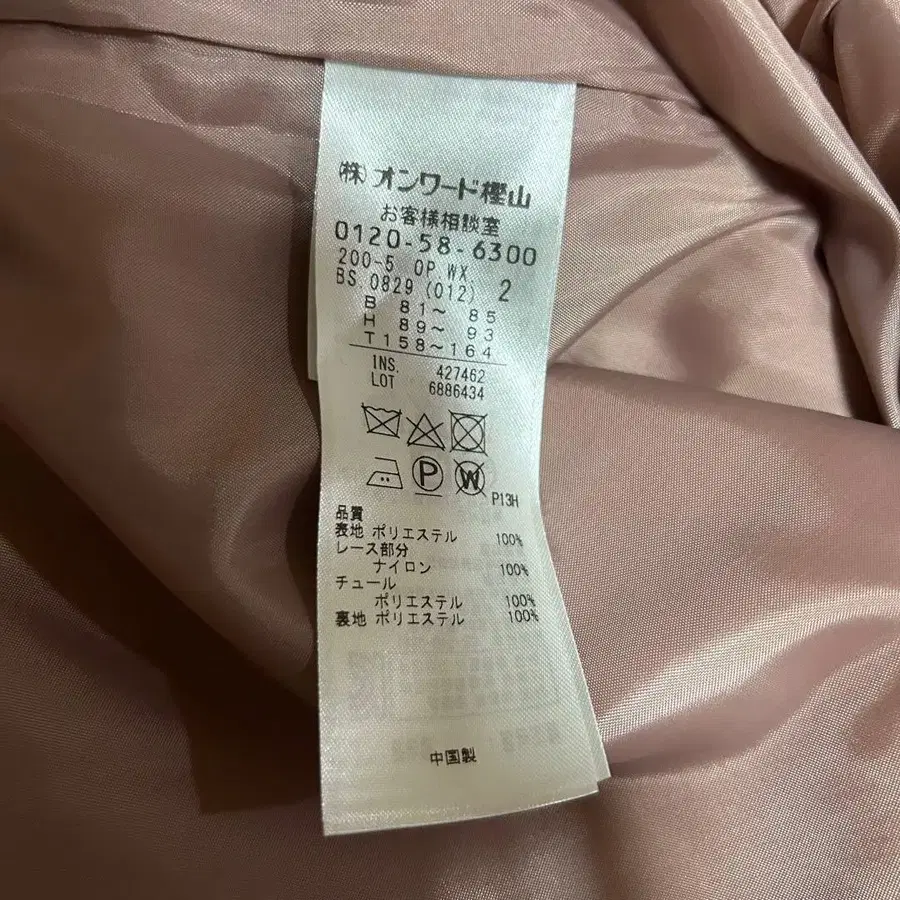 (株)オンワード樫山
お客様相談室
0120-58-6300
200-5 OP WX 2
BS 0829 (012)
B 81～ 85
H 89～ 93
T158～164
INS. 427462
LOT 6886434
P W
P13H
品質
表地 ポリエステル 100%
レース部分
ナイロン 100%
チュール
ポリエステル 100%
裏地 ポリエステル 100%
中国製